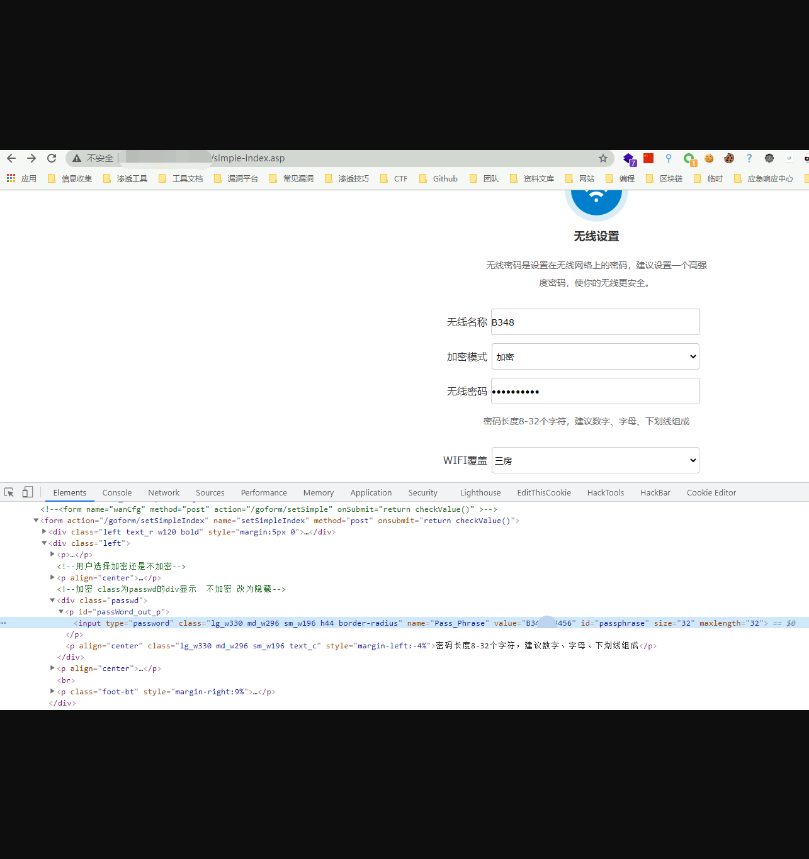 不安全 | /simple-index.asp
7 1
应用 信息收集 渗透工具 工具文档 漏洞平台 常见漏洞 渗透技巧 CTF Github 团队 资料文库 网站 编程 区块链 临时 应急响应中心
无线设置
无线密码是设置在无线网络上的密码，建议设置一个高强
度密码，使你的无线更安全。
无线名称 B348
加密模式 加密
无线密码 ••••••••••
密码长度8-32个字符，建议数字、字母、下划线组成
WIFI覆盖 三房
Elements Console Network Sources Performance Memory Application Security Lighthouse EditThisCookie HackTools HackBar Cookie Editor
<!--<form name="wanCfg" method="post" action="/goform/setSimple" onSubmit="return checkValue()" >-->
<form action="/goform/setSimpleIndex" name="setSimpleIndex" method="post" onsubmit="return checkValue()">
<div class="left text_r w120 bold" style="margin:5px 0">…</div>
<div class="left">
<p>…</p>
<!--用户选择加密还是不加密-->
<p align="center">…</p>
<!--加密 class为passwd的div显示 不加密 改为隐藏-->
<div class="passwd">
<p id="passWord_out_p">
<input type="password" class="lg_w330 md_w296 sm_w196 h44 border-radius" name="Pass_Phrase" value="B34 456" id="passphrase" size="32" maxlength="32"> == $0
</p>
<p align="center" class="lg_w330 md_w296 sm_w196 text_c" style="margin-left:-4%">密码长度8-32个字符，建议数字、字母、下划线组成</p>
</div>
<p align="center">…</p>
<br>
<p class="foot-bt" style="margin-right:9%">…</p>
</div>